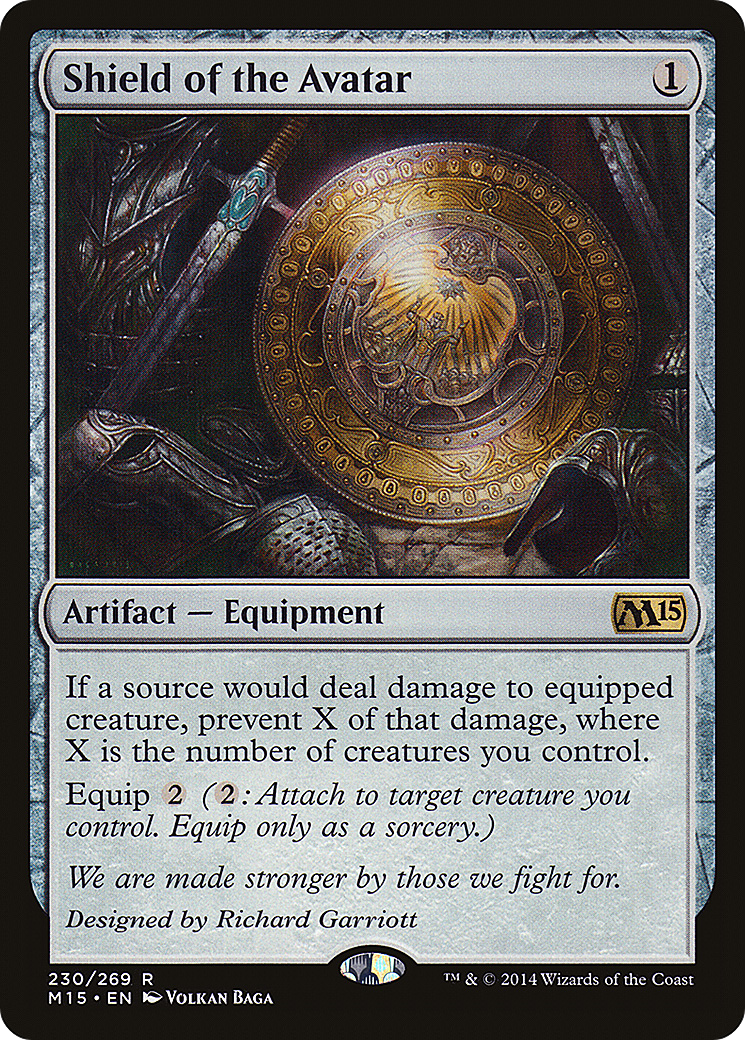 Shield of the Avatar 1
Artifact — Equipment M15
If a source would deal damage to equipped
creature, prevent X of that damage, where
X is the number of creatures you control.
Equip 2 (2: Attach to target creature you
control. Equip only as a sorcery.)
We are made stronger by those we fight for.
Designed by Richard Garriott
230/269 R
M15 • EN Volkan Baga
™ & © 2014 Wizards of the Coast